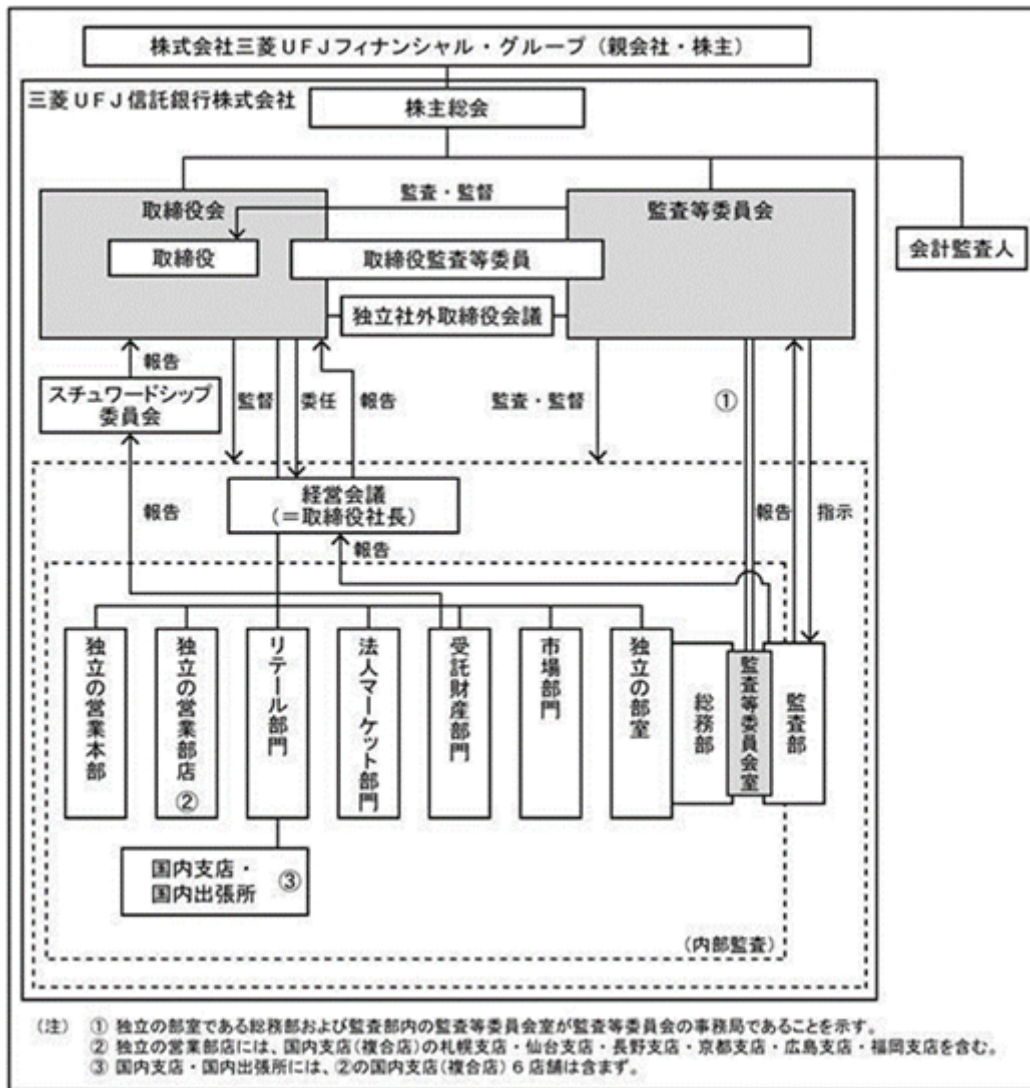 株式会社三菱UFJフィナンシャル・グループ（親会社・株主）
三菱UFJ信託銀行株式会社
株主総会
取締役会
監査・監督
監査等委員会
取締役
取締役監査等委員
会計監査人
独立社外取締役会議
報告
スチュワードシップ
委員会
監督
委任
報告
監査・監督
①
報告
経営会議
（＝取締役社長）
報告
報告
指示
独立の営業本部
独立の営業部店
②
リテール部門
法人マーケット部門
受託財産部門
市場部門
独立の部室
総務部
監査等委員会室
監査部
国内支店・
国内出張所
③
（内部監査）
（注） ① 独立の部室である総務部および監査部内の監査等委員会室が監査等委員会の事務局であることを示す。
② 独立の営業部店には、国内支店（複合店）の札幌支店・仙台支店・長野支店・京都支店・広島支店・福岡支店を含む。
③ 国内支店・国内出張所には、②の国内支店（複合店）６店舗は含まず。